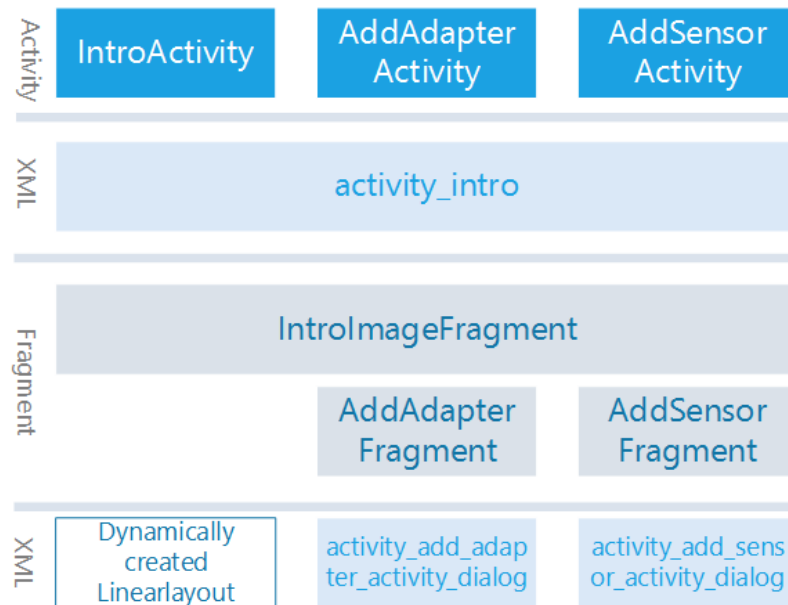 Activity
IntroActivity
AddAdapter
Activity
AddSensor
Activity
XML
activity_intro
Fragment
IntroImageFragment
AddAdapter
Fragment
AddSensor
Fragment
XML
Dynamically
created
Linearlayout
activity_add_adap
ter_activity_dialog
activity_add_sens
or_activity_dialog